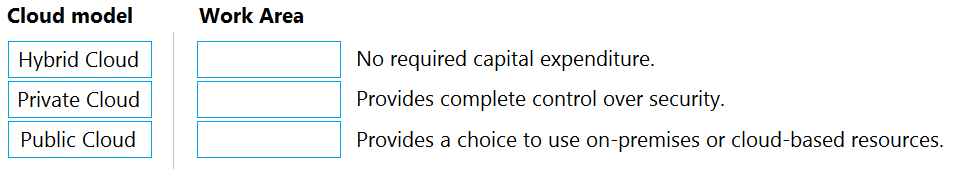 Cloud model Work Area
Hybrid Cloud No required capital expenditure.
Private Cloud Provides complete control over security.
Public Cloud Provides a choice to use on-premises or cloud-based resources.